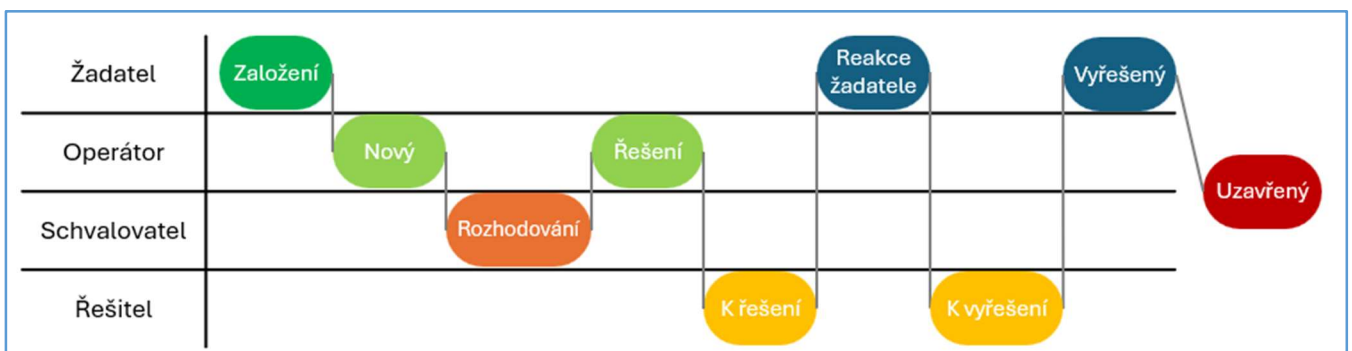 Žadatel
Založení
Reakce
žadatele
Vyřešený
Operátor
Nový
Řešení
Uzavřený
Schvalovatel
Rozhodování
Řešitel
K řešení
K vyřešení